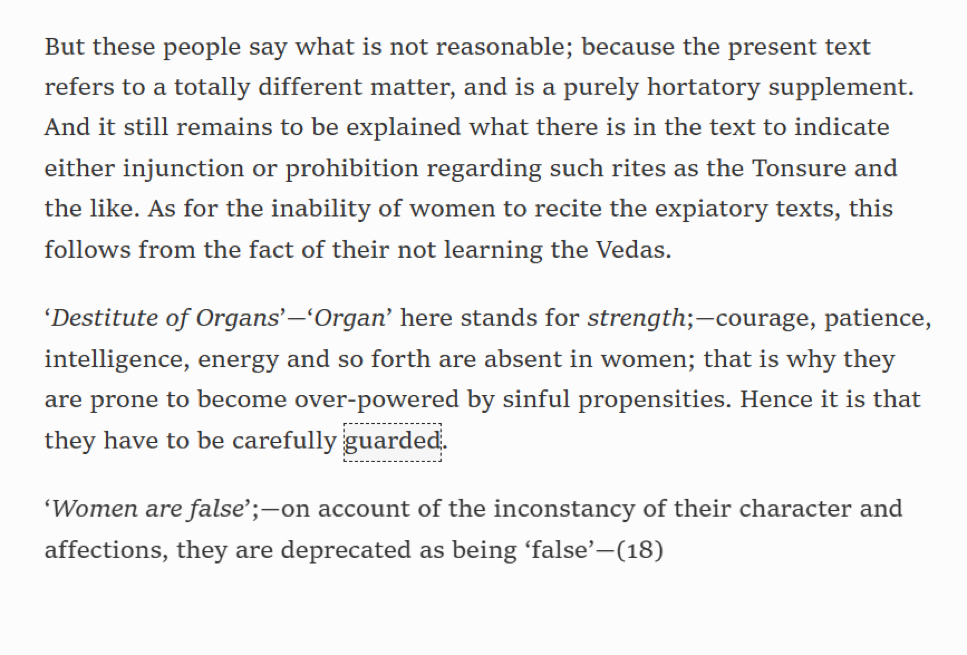 But these people say what is not reasonable; because the present text
refers to a totally different matter, and is a purely hortatory supplement.
And it still remains to be explained what there is in the text to indicate
either injunction or prohibition regarding such rites as the Tonsure and
the like. As for the inability of women to recite the expiatory texts, this
follows from the fact of their not learning the Vedas.
‘Destitute of Organs’—‘Organ’ here stands for strength;—courage, patience,
intelligence, energy and so forth are absent in women; that is why they
are prone to become over-powered by sinful propensities. Hence it is that
they have to be carefully guarded.
‘Women are false’;—on account of the inconstancy of their character and
affections, they are deprecated as being ‘false’—(18)